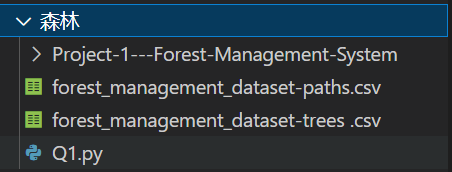 森林
Project-1---Forest-Management-System
forest_management_dataset-paths.csv
forest_management_dataset-trees .csv
Q1.py